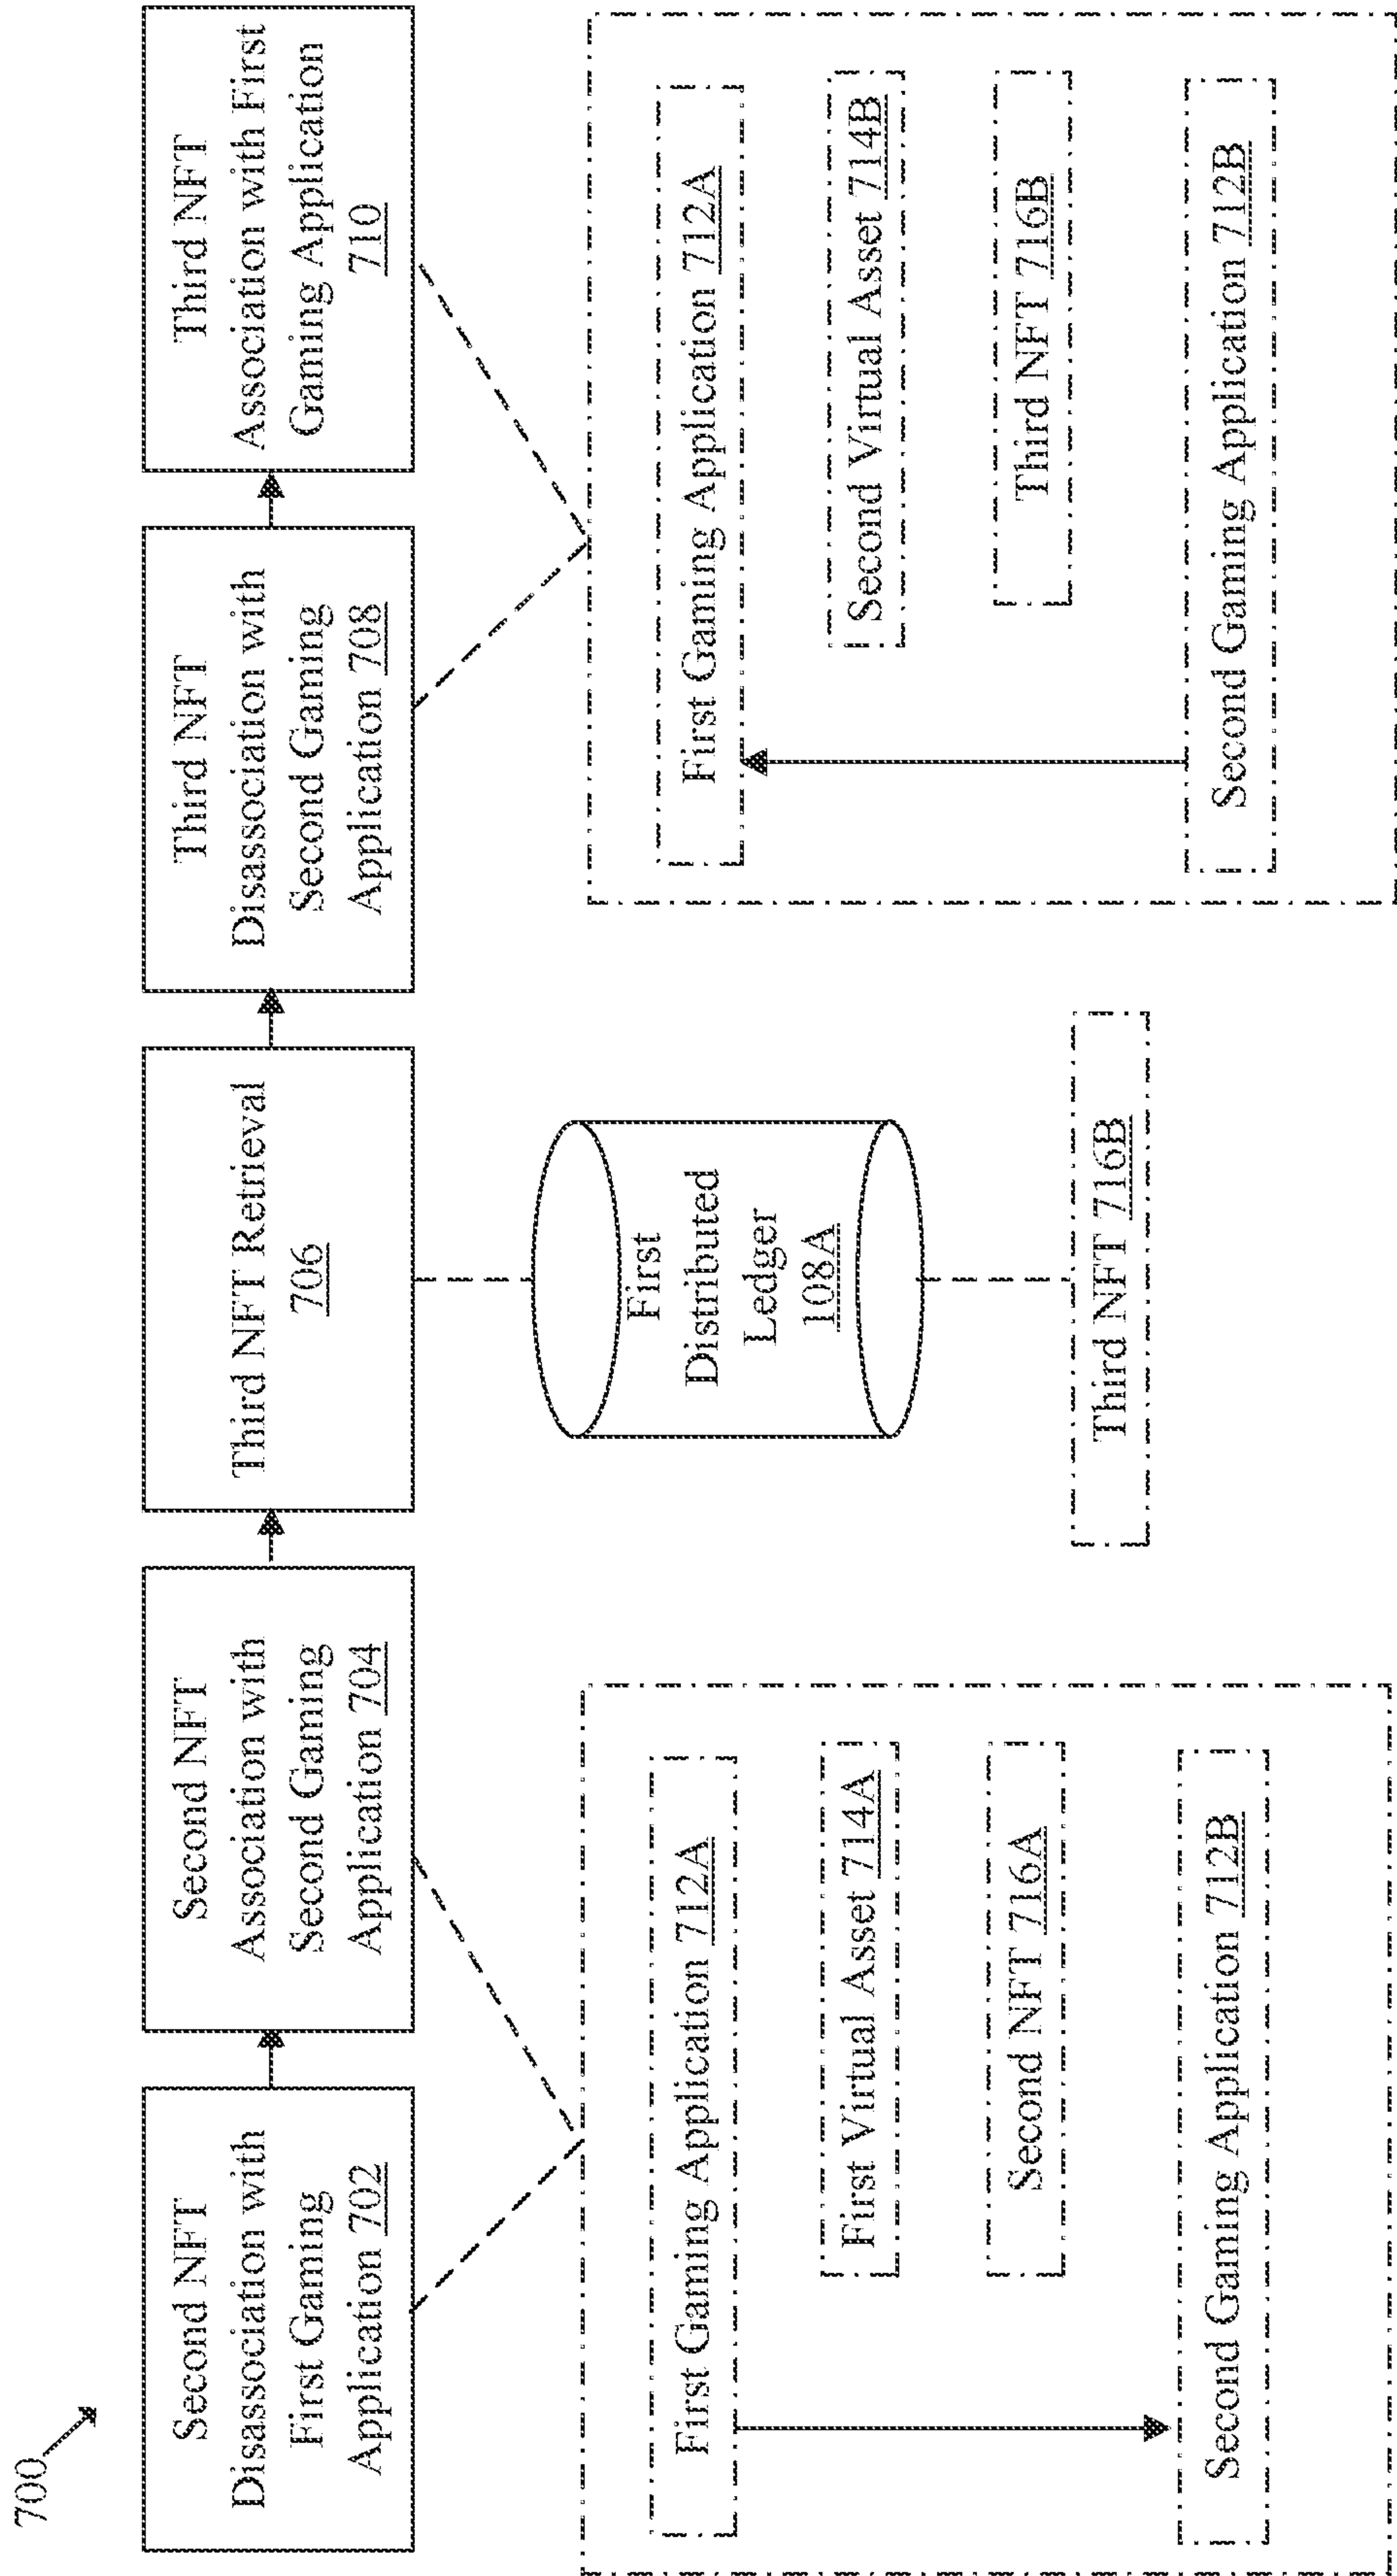 700
Second NFT
Disassociation with
First Gaming
Application 702
Second NFT
Association with
Second Gaming
Application 704
Third NFT Retrieval
706
Third NFT
Disassociation with
Second Gaming
Application 708
Third NFT
Association with First
Gaming Application
710
First Gaming Application 712A
First Virtual Asset 714A
Second NFT 716A
Second Gaming Application 712B
First
Distributed
Ledger
108A
Third NFT 716B
First Gaming Application 712A
Second Virtual Asset 714B
Third NFT 716B
Second Gaming Application 712B